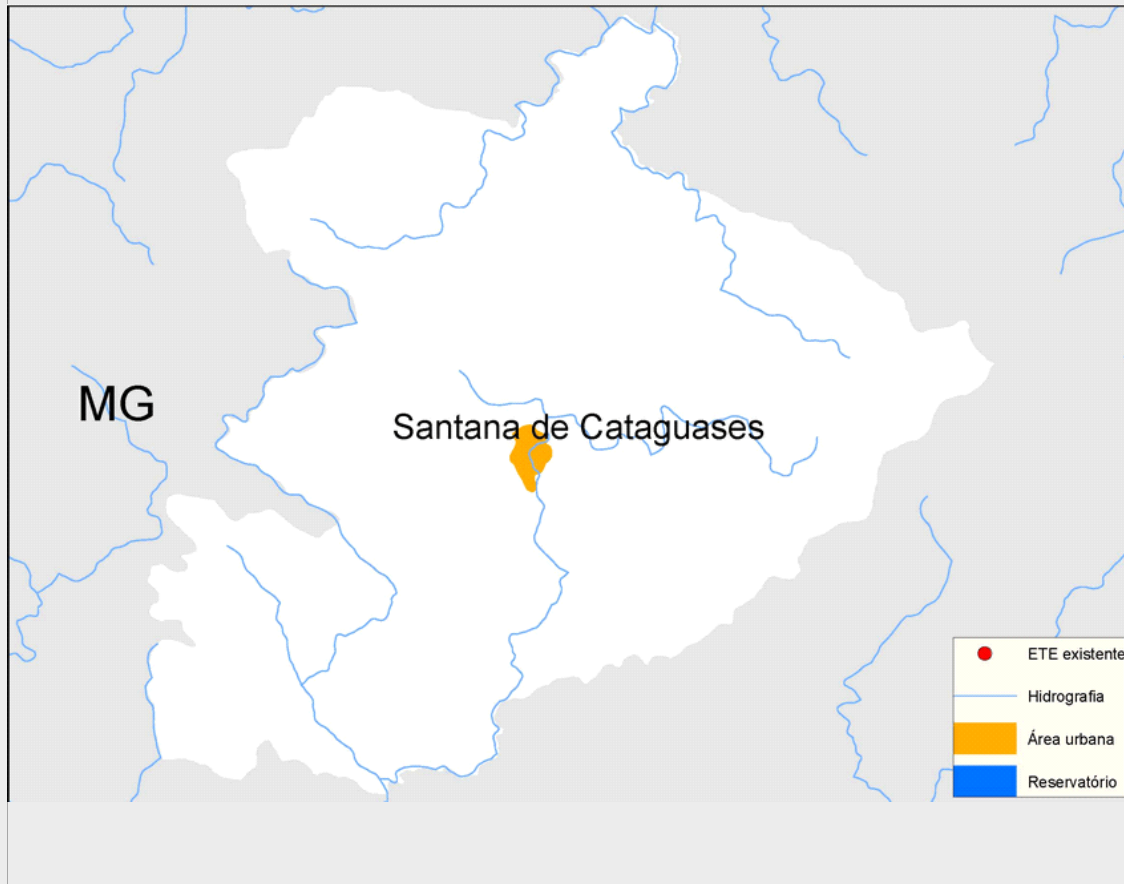 MG
Santana de Cataguases
ETE existente
Hidrografia
Área urbana
Reservatório